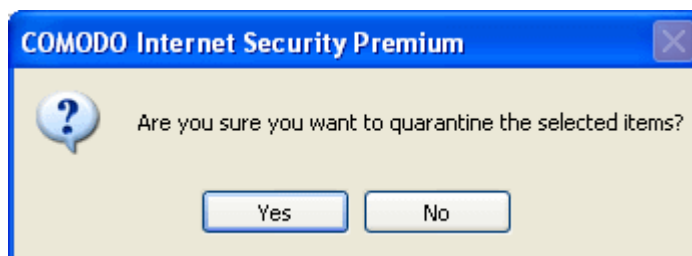 COMODO Internet Security Premium
Are you sure you want to quarantine the selected items?
Yes No